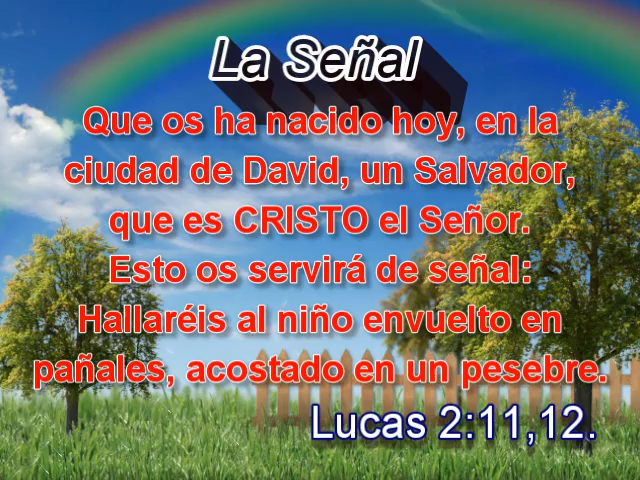 La Señal
Que os ha nacido hoy, en la
ciudad de David, un Salvador,
que es CRISTO el Señor.
Esto os servirá de señal:
Hallaréis al niño envuelto en
pañales, acostado en un pesebre.
Lucas 2:11,12.